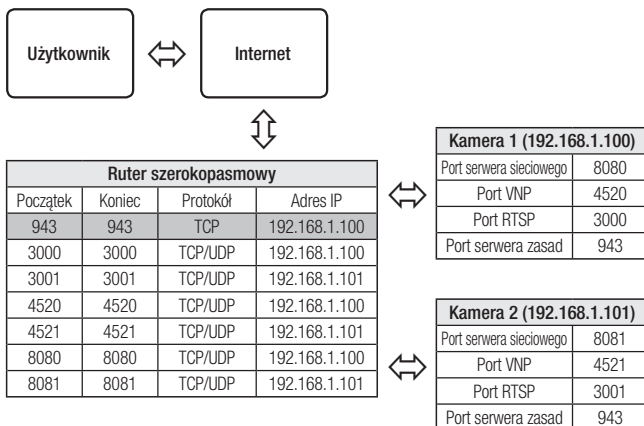 Użytkownik
Internet
Ruter szerokopasmowy
Początek Koniec Protokół Adres IP
943 943 TCP 192.168.1.100
3000 3000 TCP/UDP 192.168.1.100
3001 3001 TCP/UDP 192.168.1.101
4520 4520 TCP/UDP 192.168.1.100
4521 4521 TCP/UDP 192.168.1.101
8080 8080 TCP/UDP 192.168.1.100
8081 8081 TCP/UDP 192.168.1.101
Kamera 1 (192.168.1.100)
Port serwera sieciowego 8080
Port VNP 4520
Port RTSP 3000
Port serwera zasad 943
Kamera 2 (192.168.1.101)
Port serwera sieciowego 8081
Port VNP 4521
Port RTSP 3001
Port serwera zasad 943